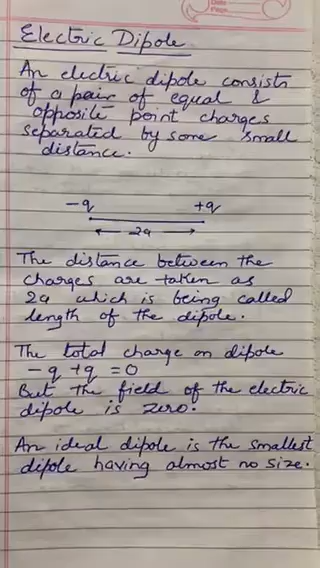 Date
Page
Electric Dipole
An electric dipole consists
of a pair of equal &
opposite point charges
separated by some small
distance.
-q +q
2a
The distance between the
charges are taken as
2a which is being called
length of the dipole.
The total charge on dipole
-q +q = 0
But the field of the electric
dipole is zero.
An ideal dipole is the smallest
dipole having almost no size.